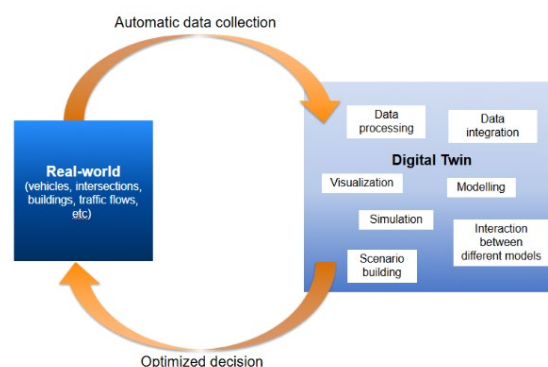 Automatic data collection
Real-world
(vehicles, intersections,
buildings, traffic flows,
etc)
Data
processing
Data
integration
Digital Twin
Visualization
Modelling
Simulation
Interaction
between
different models
Scenario
building
Optimized decision